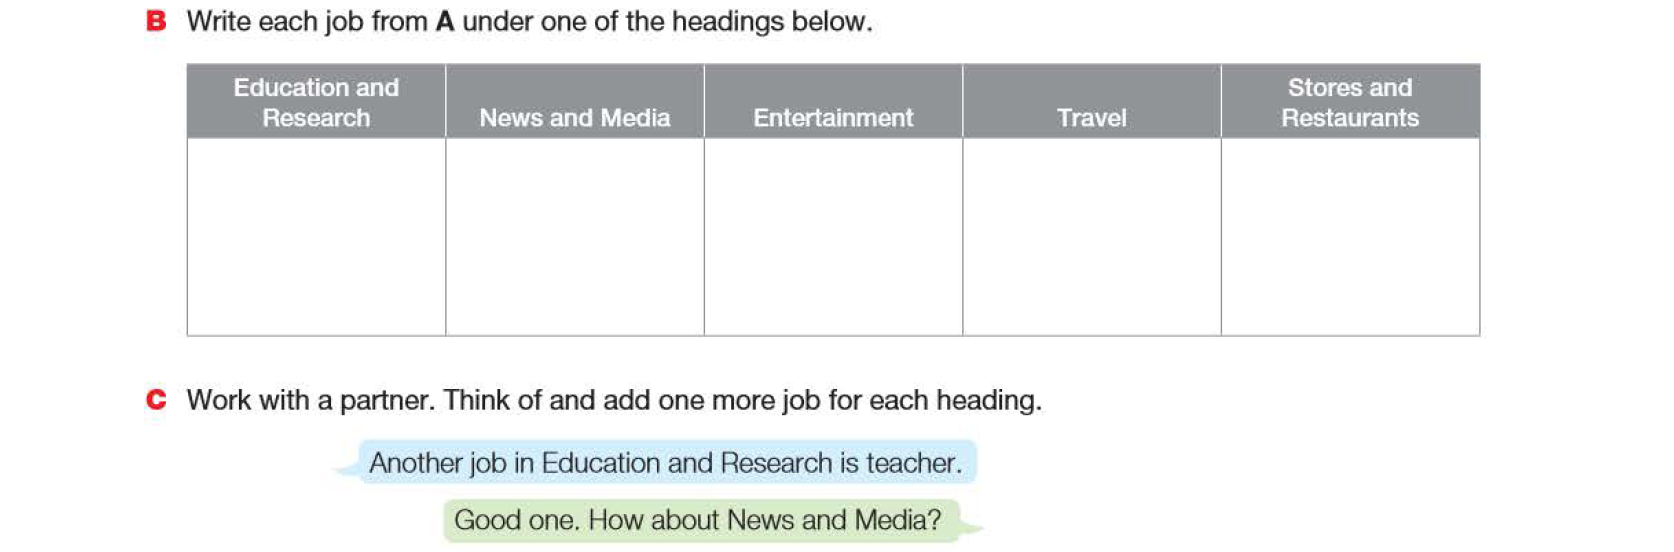 B Write each job from A under one of the headings below.
Education and
Research
News and Media
Entertainment
Travel
Stores and
Restaurants
C Work with a partner. Think of and add one more job for each heading.
Another job in Education and Research is teacher.
Good one. How about News and Media?